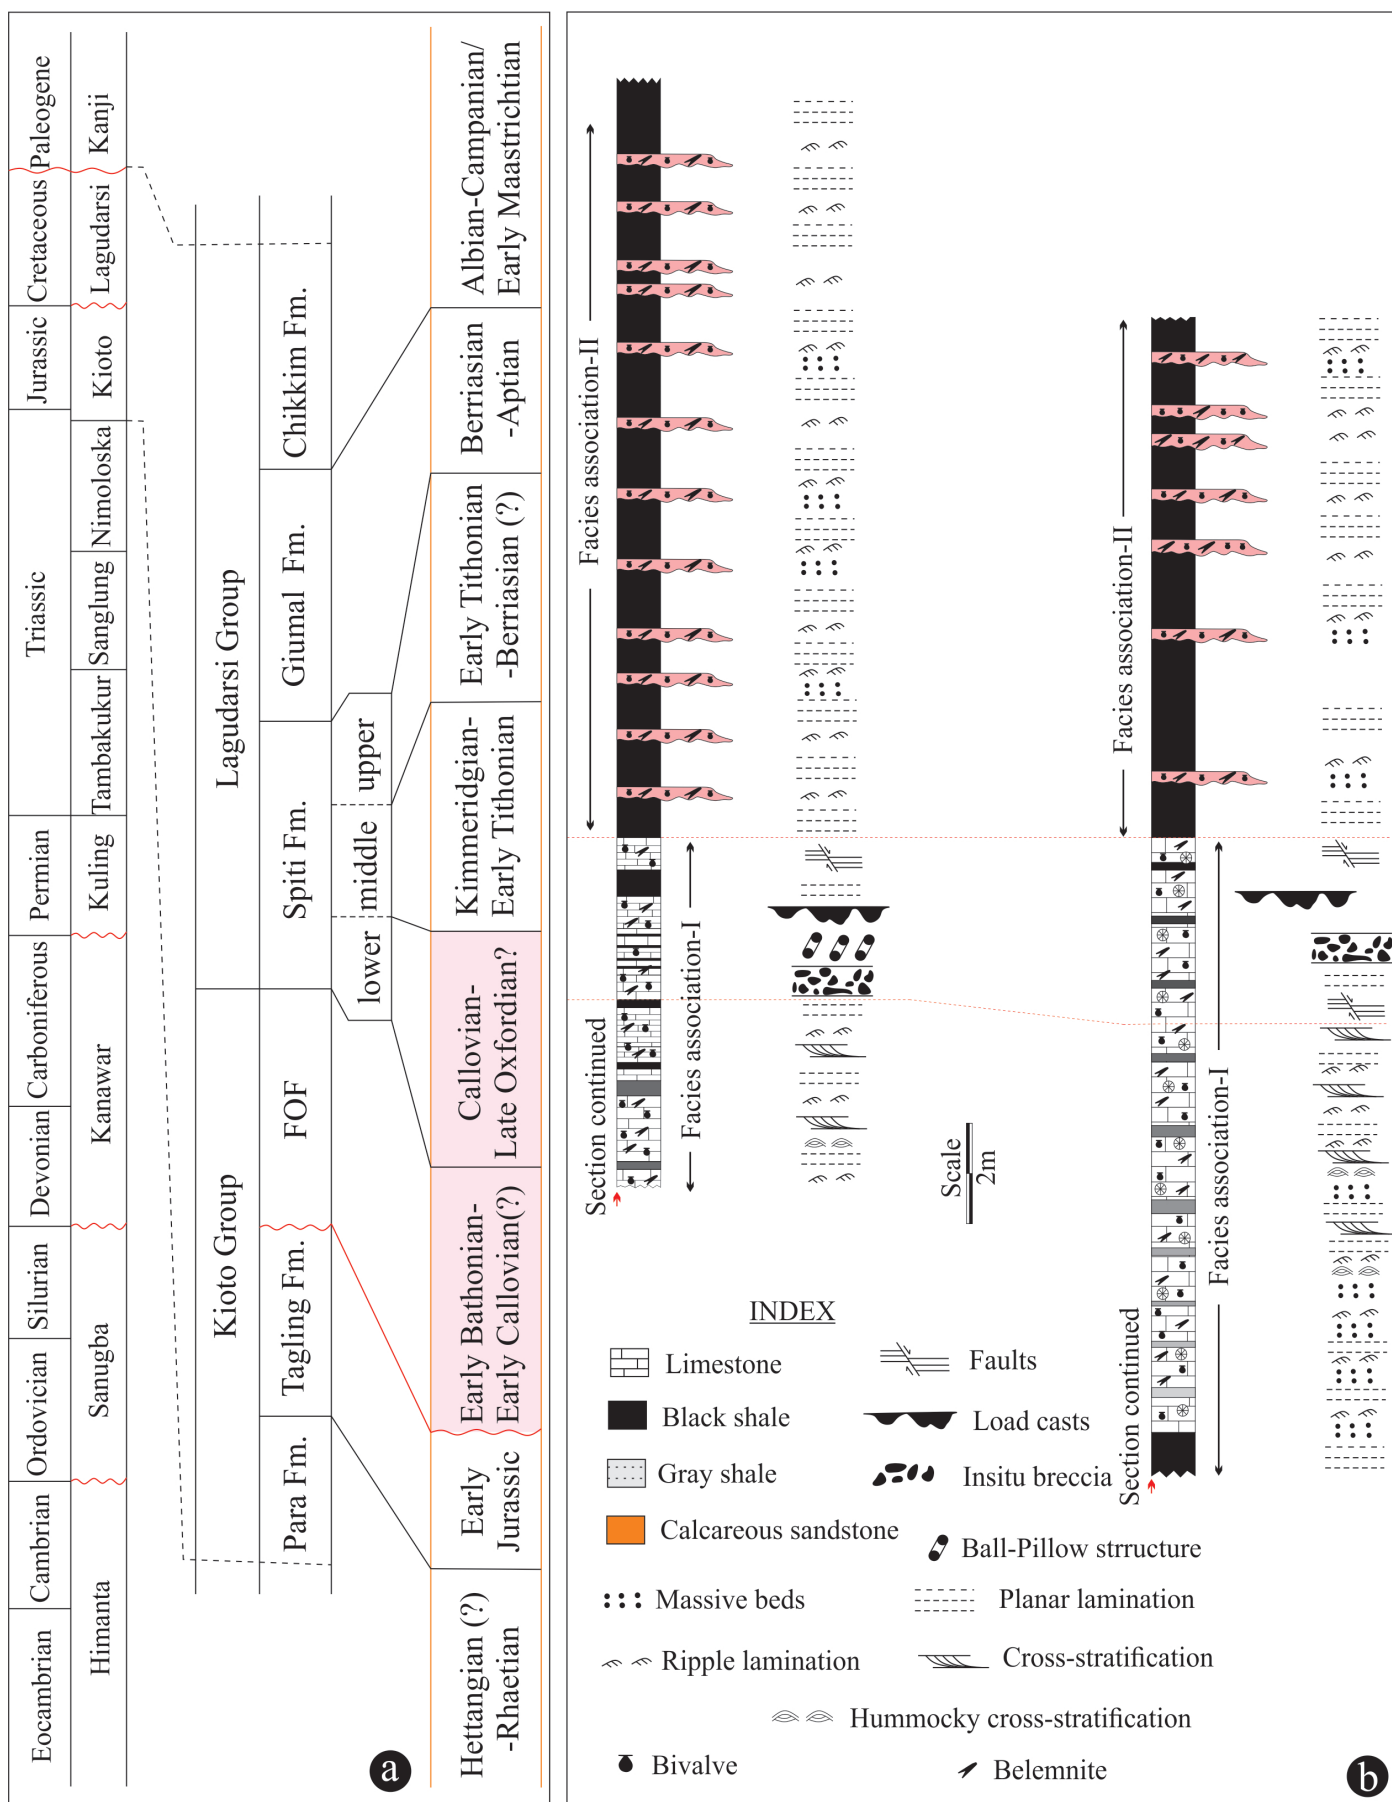 Paleogene
Cretaceous
Jurassic
Triassic
Permian
Carboniferous
Devonian
Silurian
Ordovician
Cambrian
Eocambrian
Kanji
Lagudarsi
Kioto
Nimoloska
Sanglung
Tambakukur
Kuling
Kanawar
Sanugba
Himanta
Lagudarsi Group
Kioto Group
Chikkim Fm.
Giumal Fm.
Spiti Fm.
FOF
Tagling Fm.
Para Fm.
upper
middle
lower
Albian-Campanian/
Early Maastrichtian
Berriasian
-Aptian
Early Tithonian
-Berriasian (?)
Kimmeridgian-
Early Tithonian
Callovian-
Late Oxfordian?
Early Bathonian-
Early Callovian(?)
Early
Jurassic
Hettangian (?)
-Rhaetian
a
Facies association-II
Facies association-I
Section continued
Scale
2m
Facies association-II
Facies association-I
Section continued
INDEX
Limestone
Faults
Black shale
Load casts
Gray shale
Insitu breccia
Calcareous sandstone
Ball-Pillow strructure
Massive beds
Planar lamination
Ripple lamination
Cross-stratification
Hummocky cross-stratification
Bivalve
Belemnite
b